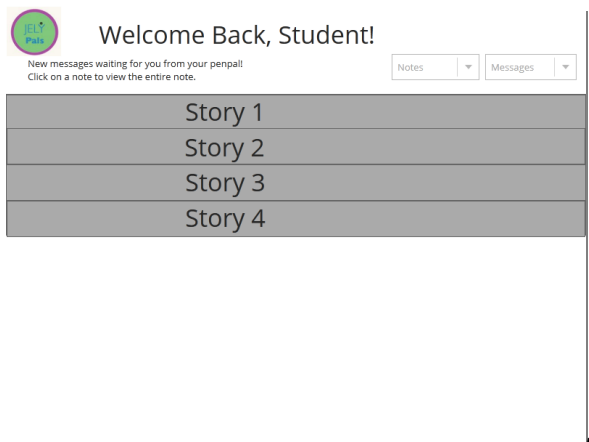 JELY
Pals
Welcome Back, Student!
New messages waiting for you from your penpal!
Click on a note to view the entire note.
Notes
Messages
Story 1
Story 2
Story 3
Story 4